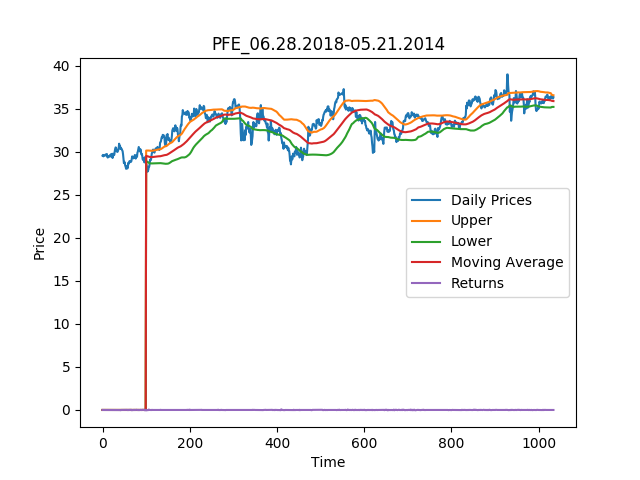 PFE_06.28.2018-05.21.2014
40
35
30
25
20
15
10
5
0
Price
Daily Prices
Upper
Lower
Moving Average
Returns
0 200 400 600 800 1000
Time